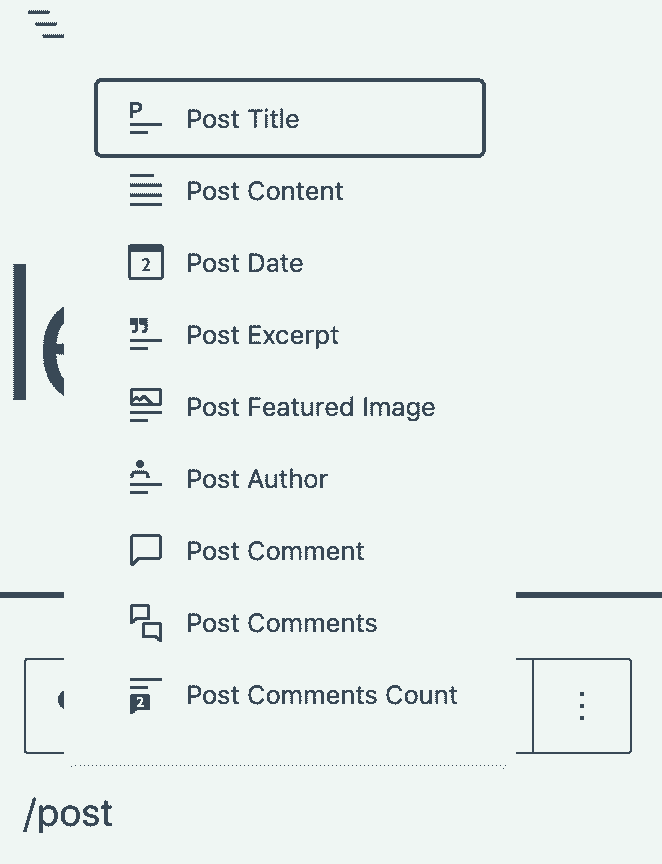 P
Post Title
Post Content
2
Post Date
Post Excerpt
Post Featured Image
Post Author
Post Comment
Post Comments
2
Post Comments Count
/post